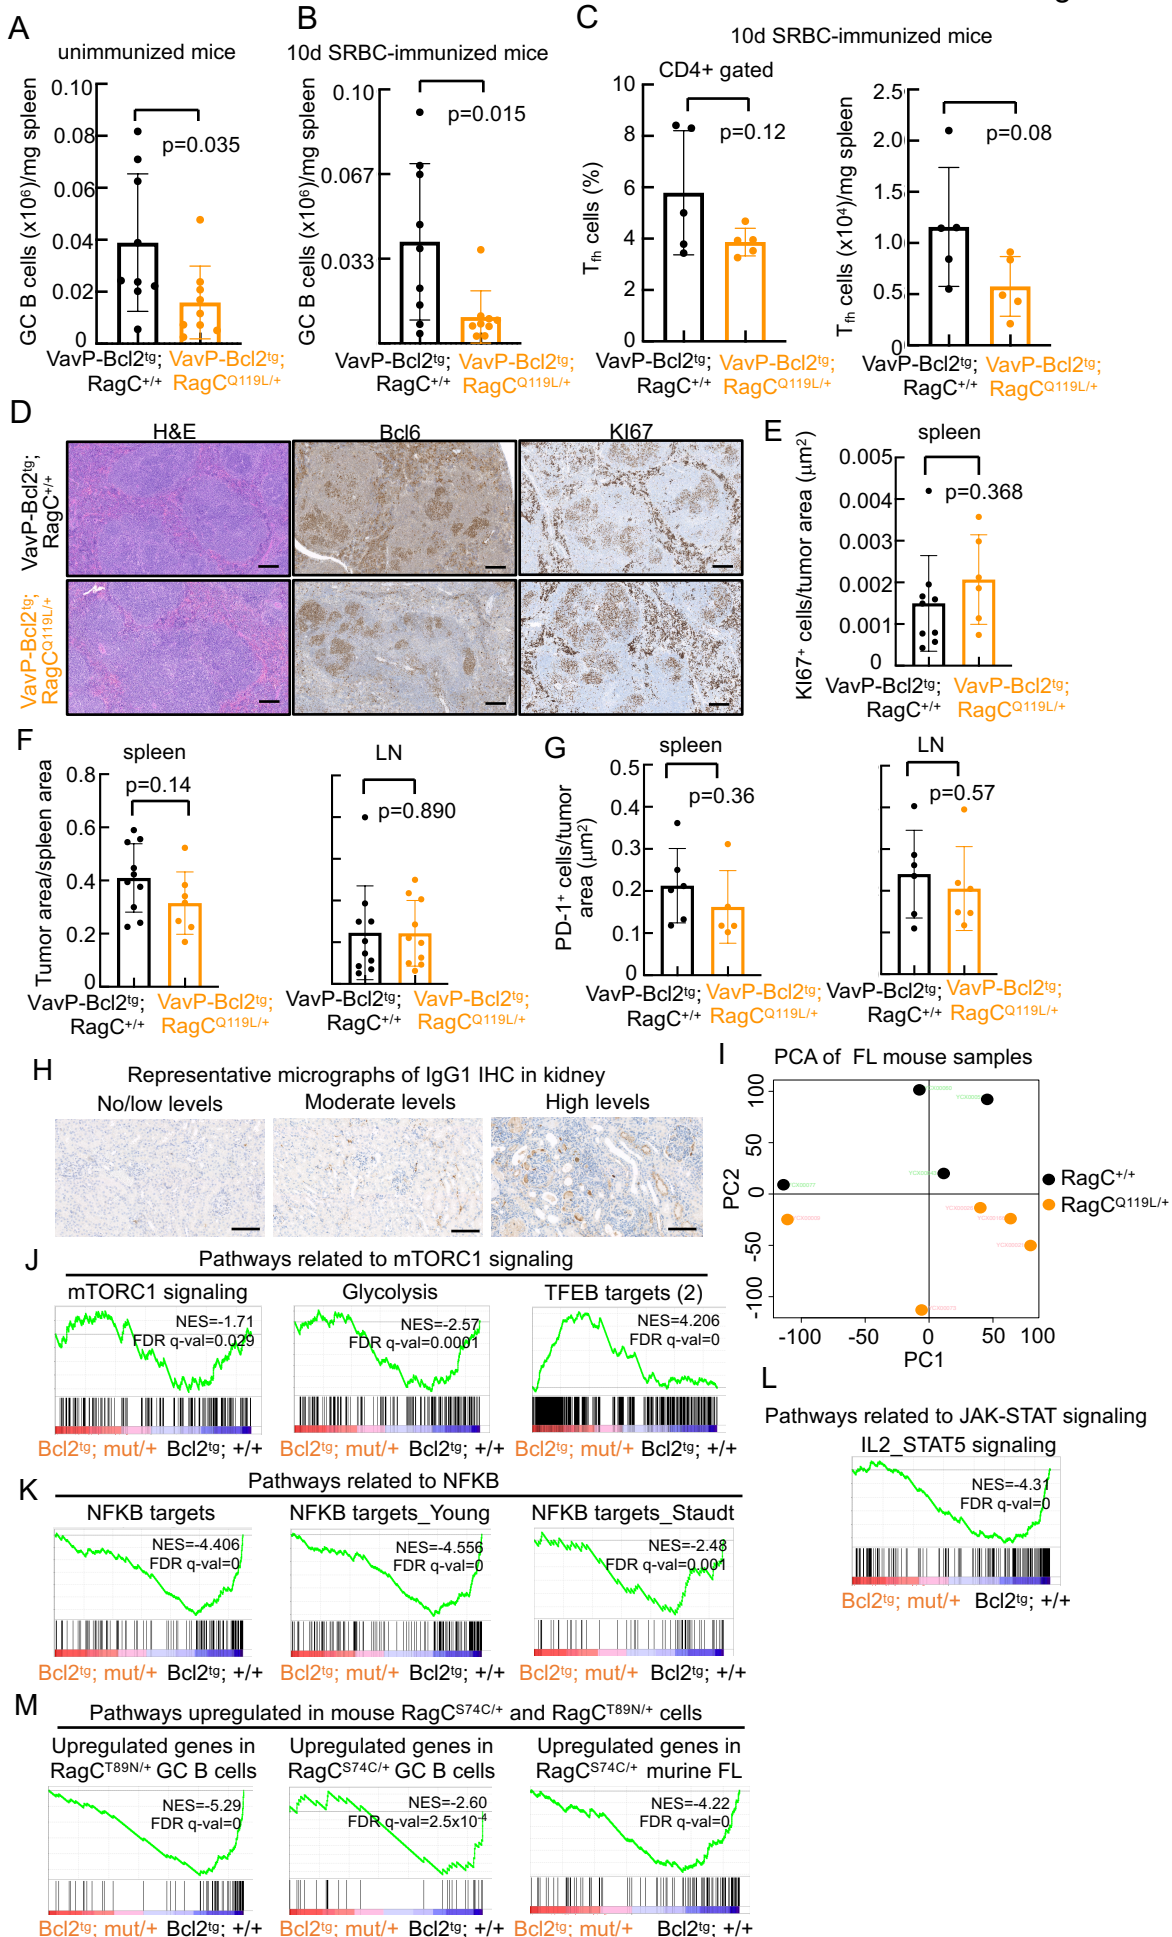 A
unimmunized mice
GC B cells (x10⁶)/mg spleen
0.10
0.08
0.06
0.04
0.02
0
p=0.035
VavP-Bcl2ᵗᵍ;
RagC⁺/⁺
VavP-Bcl2ᵗᵍ;
RagCQ119L/+
B
10d SRBC-immunized mice
GC B cells (x10⁶)/mg spleen
0.10
0.067
0.033
p=0.015
VavP-Bcl2ᵗᵍ;
RagC⁺/⁺
VavP-Bcl2ᵗᵍ;
RagCQ119L/+
C
10d SRBC-immunized mice
CD4+ gated
Tfh cells (%)
10
8
6
4
2
0
p=0.12
VavP-Bcl2ᵗᵍ;
RagC⁺/⁺
VavP-Bcl2ᵗᵍ;
RagCQ119L/+
Tfh cells (x10⁴)/mg spleen
2.5
2.0
1.5
1.0
0.5
0
p=0.08
VavP-Bcl2ᵗᵍ;
RagC⁺/⁺
VavP-Bcl2ᵗᵍ;
RagCQ119L/+
D
H&E
Bcl6
KI67
VavP-Bcl2ᵗᵍ;
RagC⁺/⁺
VavP-Bcl2ᵗᵍ;
RagCQ119L/+
E
spleen
KI67⁺ cells/tumor area (µm²)
0.005
0.004
0.003
0.002
0.001
0
p=0.368
VavP-Bcl2ᵗᵍ;
RagC⁺/⁺
VavP-Bcl2ᵗᵍ;
RagCQ119L/+
F
spleen
Tumor area/spleen area
0.8
0.6
0.4
0.2
0
p=0.14
VavP-Bcl2ᵗᵍ;
RagC⁺/⁺
VavP-Bcl2ᵗᵍ;
RagCQ119L/+
LN
p=0.890
VavP-Bcl2ᵗᵍ;
RagC⁺/⁺
VavP-Bcl2ᵗᵍ;
RagCQ119L/+
G
spleen
PD-1⁺ cells/tumor
area (µm²)
0.5
0.4
0.3
0.2
0.1
0
p=0.36
VavP-Bcl2ᵗᵍ;
RagC⁺/⁺
VavP-Bcl2ᵗᵍ;
RagCQ119L/+
LN
p=0.57
VavP-Bcl2ᵗᵍ;
RagC⁺/⁺
VavP-Bcl2ᵗᵍ;
RagCQ119L/+
H
Representative micrographs of IgG1 IHC in kidney
No/low levels
Moderate levels
High levels
I
PCA of FL mouse samples
PC2
100
50
0
-50
-100
-100
-50
0
50
100
PC1
RagC⁺/⁺
RagCQ119L/+
J
Pathways related to mTORC1 signaling
mTORC1 signaling
NES=-1.71
FDR q-val=0.029
Bcl2ᵗᵍ; mut/+ Bcl2ᵗᵍ; +/+
Glycolysis
NES=-2.57
FDR q-val=0.0001
Bcl2ᵗᵍ; mut/+ Bcl2ᵗᵍ; +/+
TFEB targets (2)
NES=4.206
FDR q-val=0
Bcl2ᵗᵍ; mut/+ Bcl2ᵗᵍ; +/+
K
Pathways related to NFKB
NFKB targets
NES=-4.406
FDR q-val=0
Bcl2ᵗᵍ; mut/+ Bcl2ᵗᵍ; +/+
NFKB targets_Young
NES=-4.556
FDR q-val=0
Bcl2ᵗᵍ; mut/+ Bcl2ᵗᵍ; +/+
NFKB targets_Staudt
NES=-2.48
FDR q-val=0.001
Bcl2ᵗᵍ; mut/+ Bcl2ᵗᵍ; +/+
L
Pathways related to JAK-STAT signaling
IL2_STAT5 signaling
NES=-4.31
FDR q-val=0
Bcl2ᵗᵍ; mut/+ Bcl2ᵗᵍ; +/+
M
Pathways upregulated in mouse RagCS74C/+ and RagCT89N/+ cells
Upregulated genes in
RagCT89N/+ GC B cells
NES=-5.29
FDR q-val=0
Bcl2ᵗᵍ; mut/+ Bcl2ᵗᵍ; +/+
Upregulated genes in
RagCS74C/+ GC B cells
NES=-2.60
FDR q-val=2.5x10⁻⁴
Bcl2ᵗᵍ; mut/+ Bcl2ᵗᵍ; +/+
Upregulated genes in
RagCS74C/+ murine FL
NES=-4.22
FDR q-val=0
Bcl2ᵗᵍ; mut/+ Bcl2ᵗᵍ; +/+